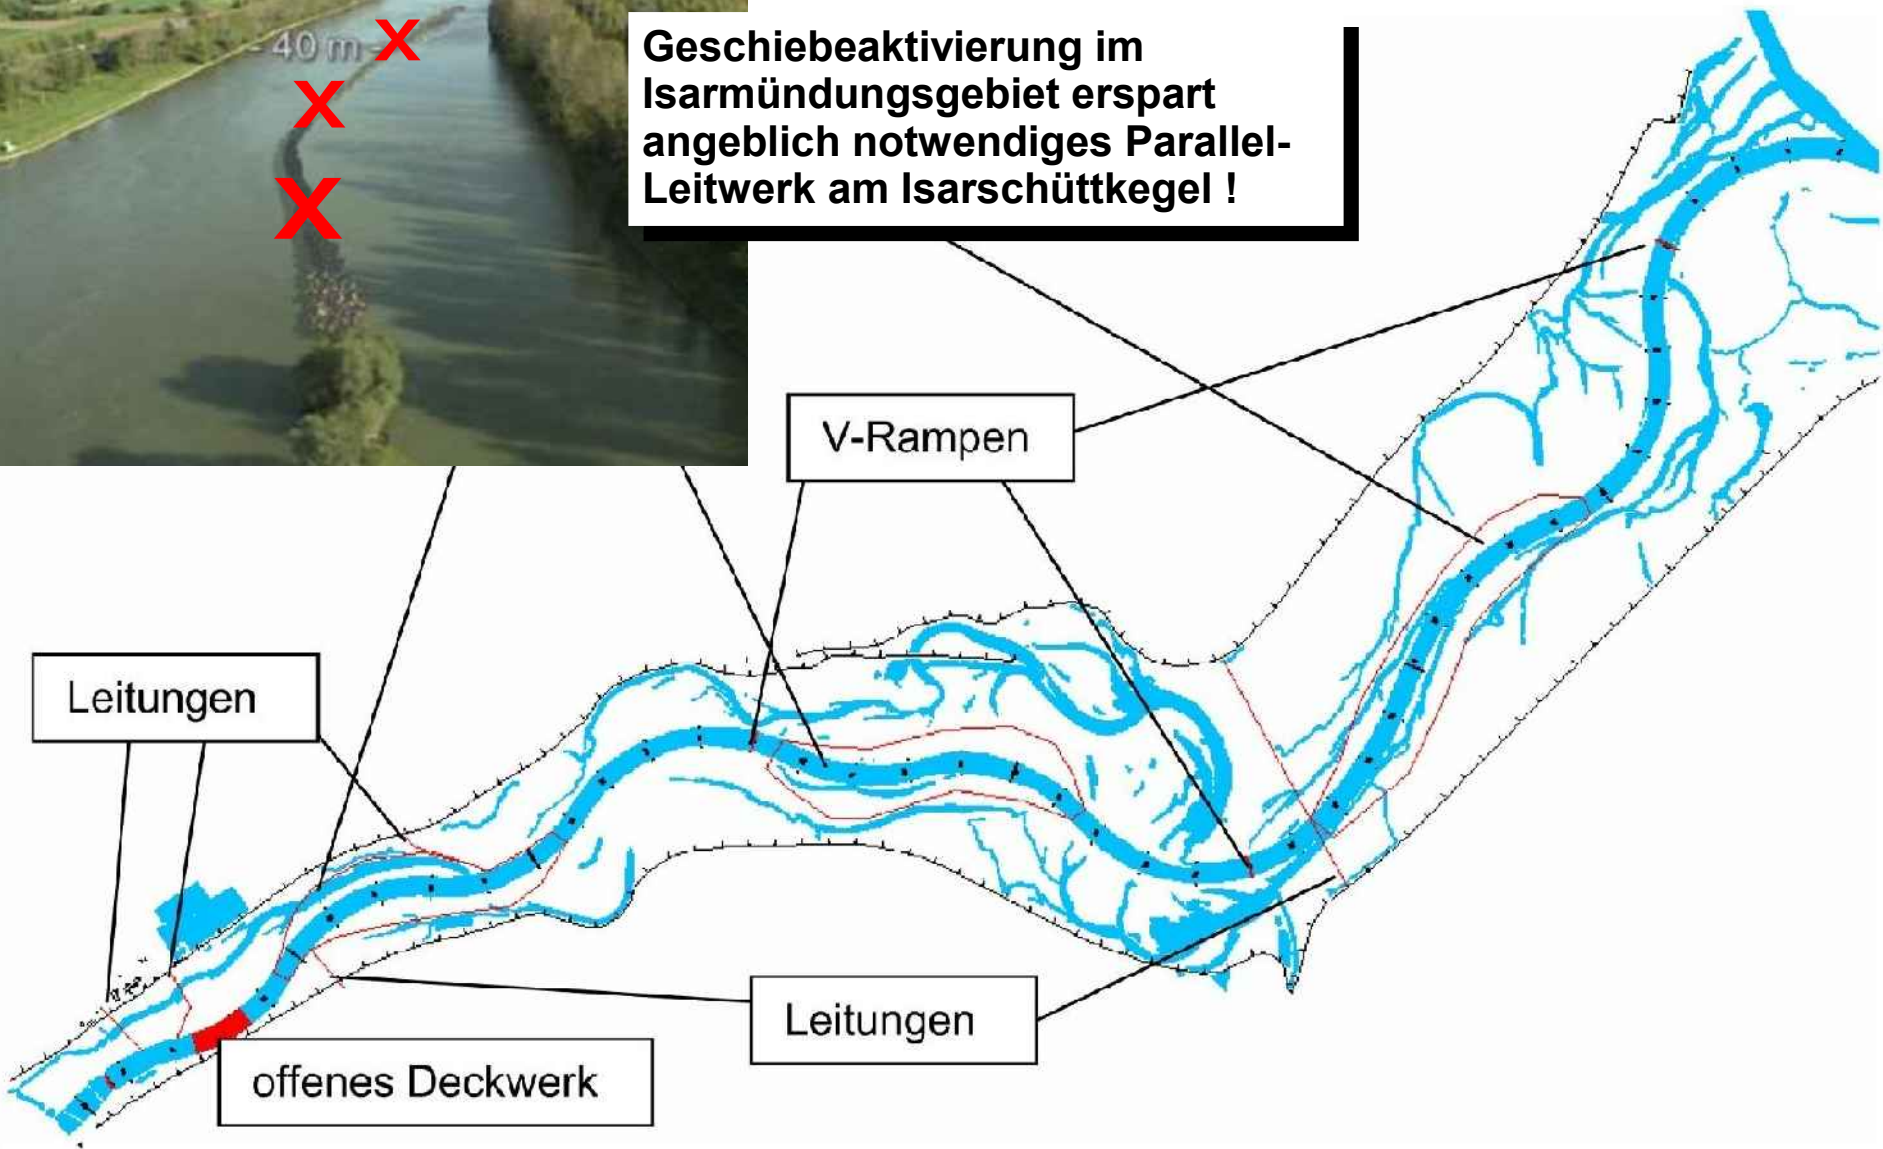 - 40 m -
X
X
X
Geschiebeaktivierung im
Isarmündungsgebiet erspart
angeblich notwendiges Parallel-
Leitwerk am Isarschüttkegel !
V-Rampen
Leitungen
Leitungen
offenes Deckwerk